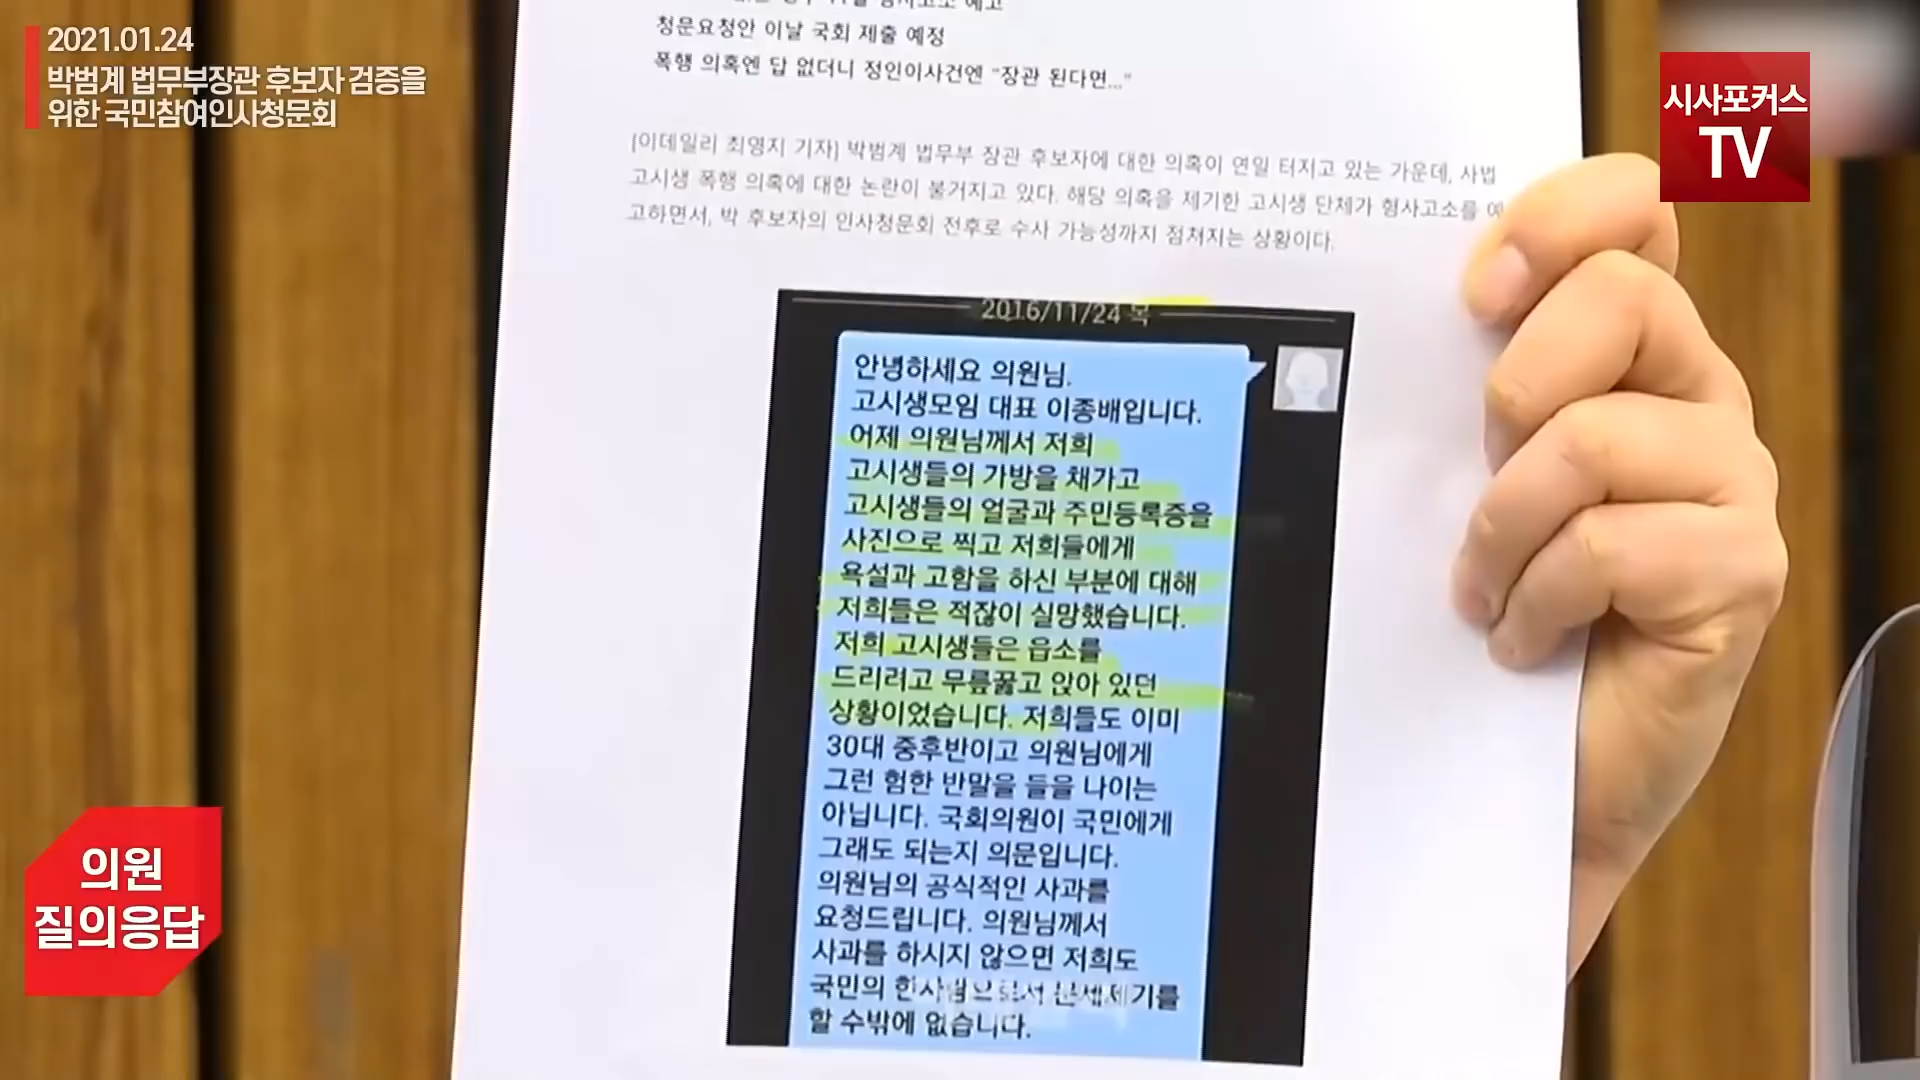 2021.01.24
박범계 법무부장관 후보자 검증을
위한 국민참여인사청문회
시사포커스
TV
청문요청안 이날 국회 제출 예정
폭행 의혹엔 답 없더니 정인이사건엔 "장관 된다면..."
[이데일리 최영지 기자] 박범계 법무부 장관 후보자에 대한 의혹이 연일 터지고 있는 가운데, 사법
고시생 폭행 의혹에 대한 논란이 불거지고 있다. 해당 의혹을 제기한 고시생 단체가 형사고소를 예
고하면서, 박 후보자의 인사청문회 전후로 수사 가능성까지 점쳐지는 상황이다.
2016/11/24 목
안녕하세요 의원님.
고시생모임 대표 이종배입니다.
어제 의원님께서 저희
고시생들의 가방을 채가고
고시생들의 얼굴과 주민등록증을
사진으로 찍고 저희들에게
욕설과 고함을 하신 부분에 대해
저희들은 적잖이 실망했습니다.
저희 고시생들은 읍소를
드리려고 무릎꿇고 앉아 있던
상황이었습니다. 저희들도 이미
30대 중후반이고 의원님에게
그런 험한 반말을 들을 나이는
아닙니다. 국회의원이 국민에게
그래도 되는지 의문입니다.
의원님의 공식적인 사과를
요청드립니다. 의원님께서
사과를 하시지 않으면 저희도
국민의 한사람으로서 문제제기를
할 수밖에 없습니다.
의원
질의응답